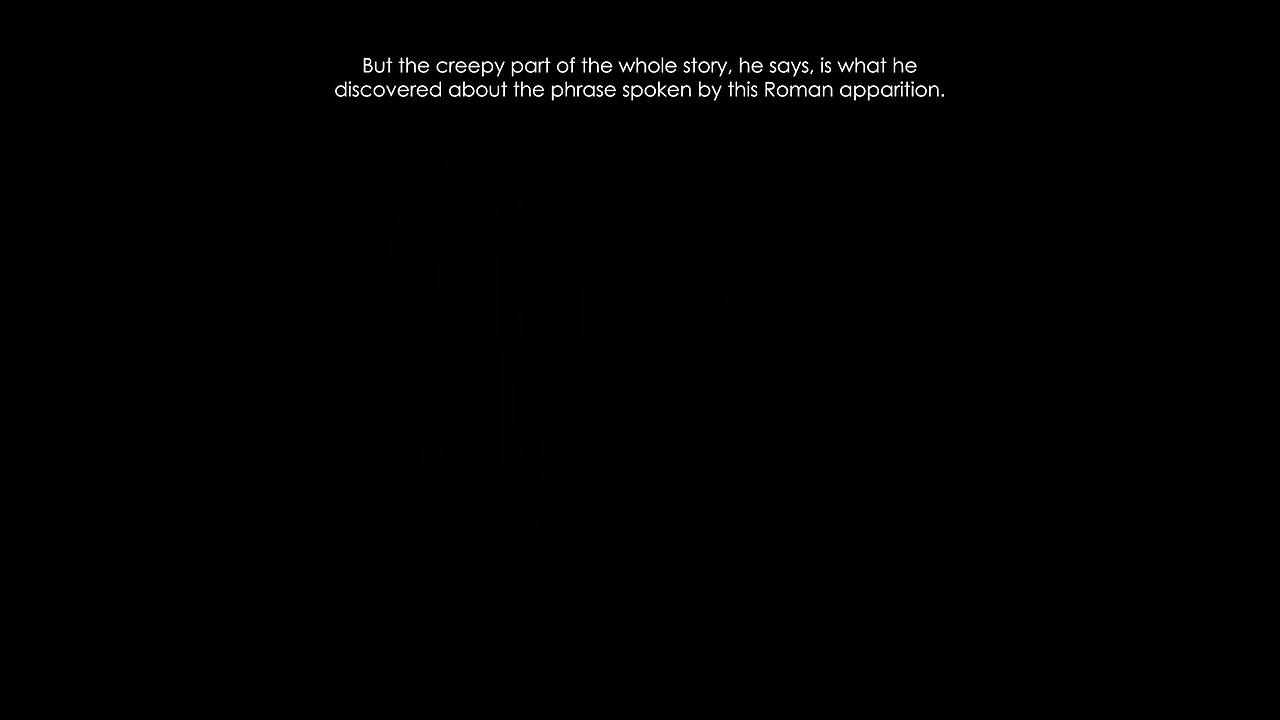 But the creepy part of the whole story, he says, is what he
discovered about the phrase spoken by this Roman apparition.